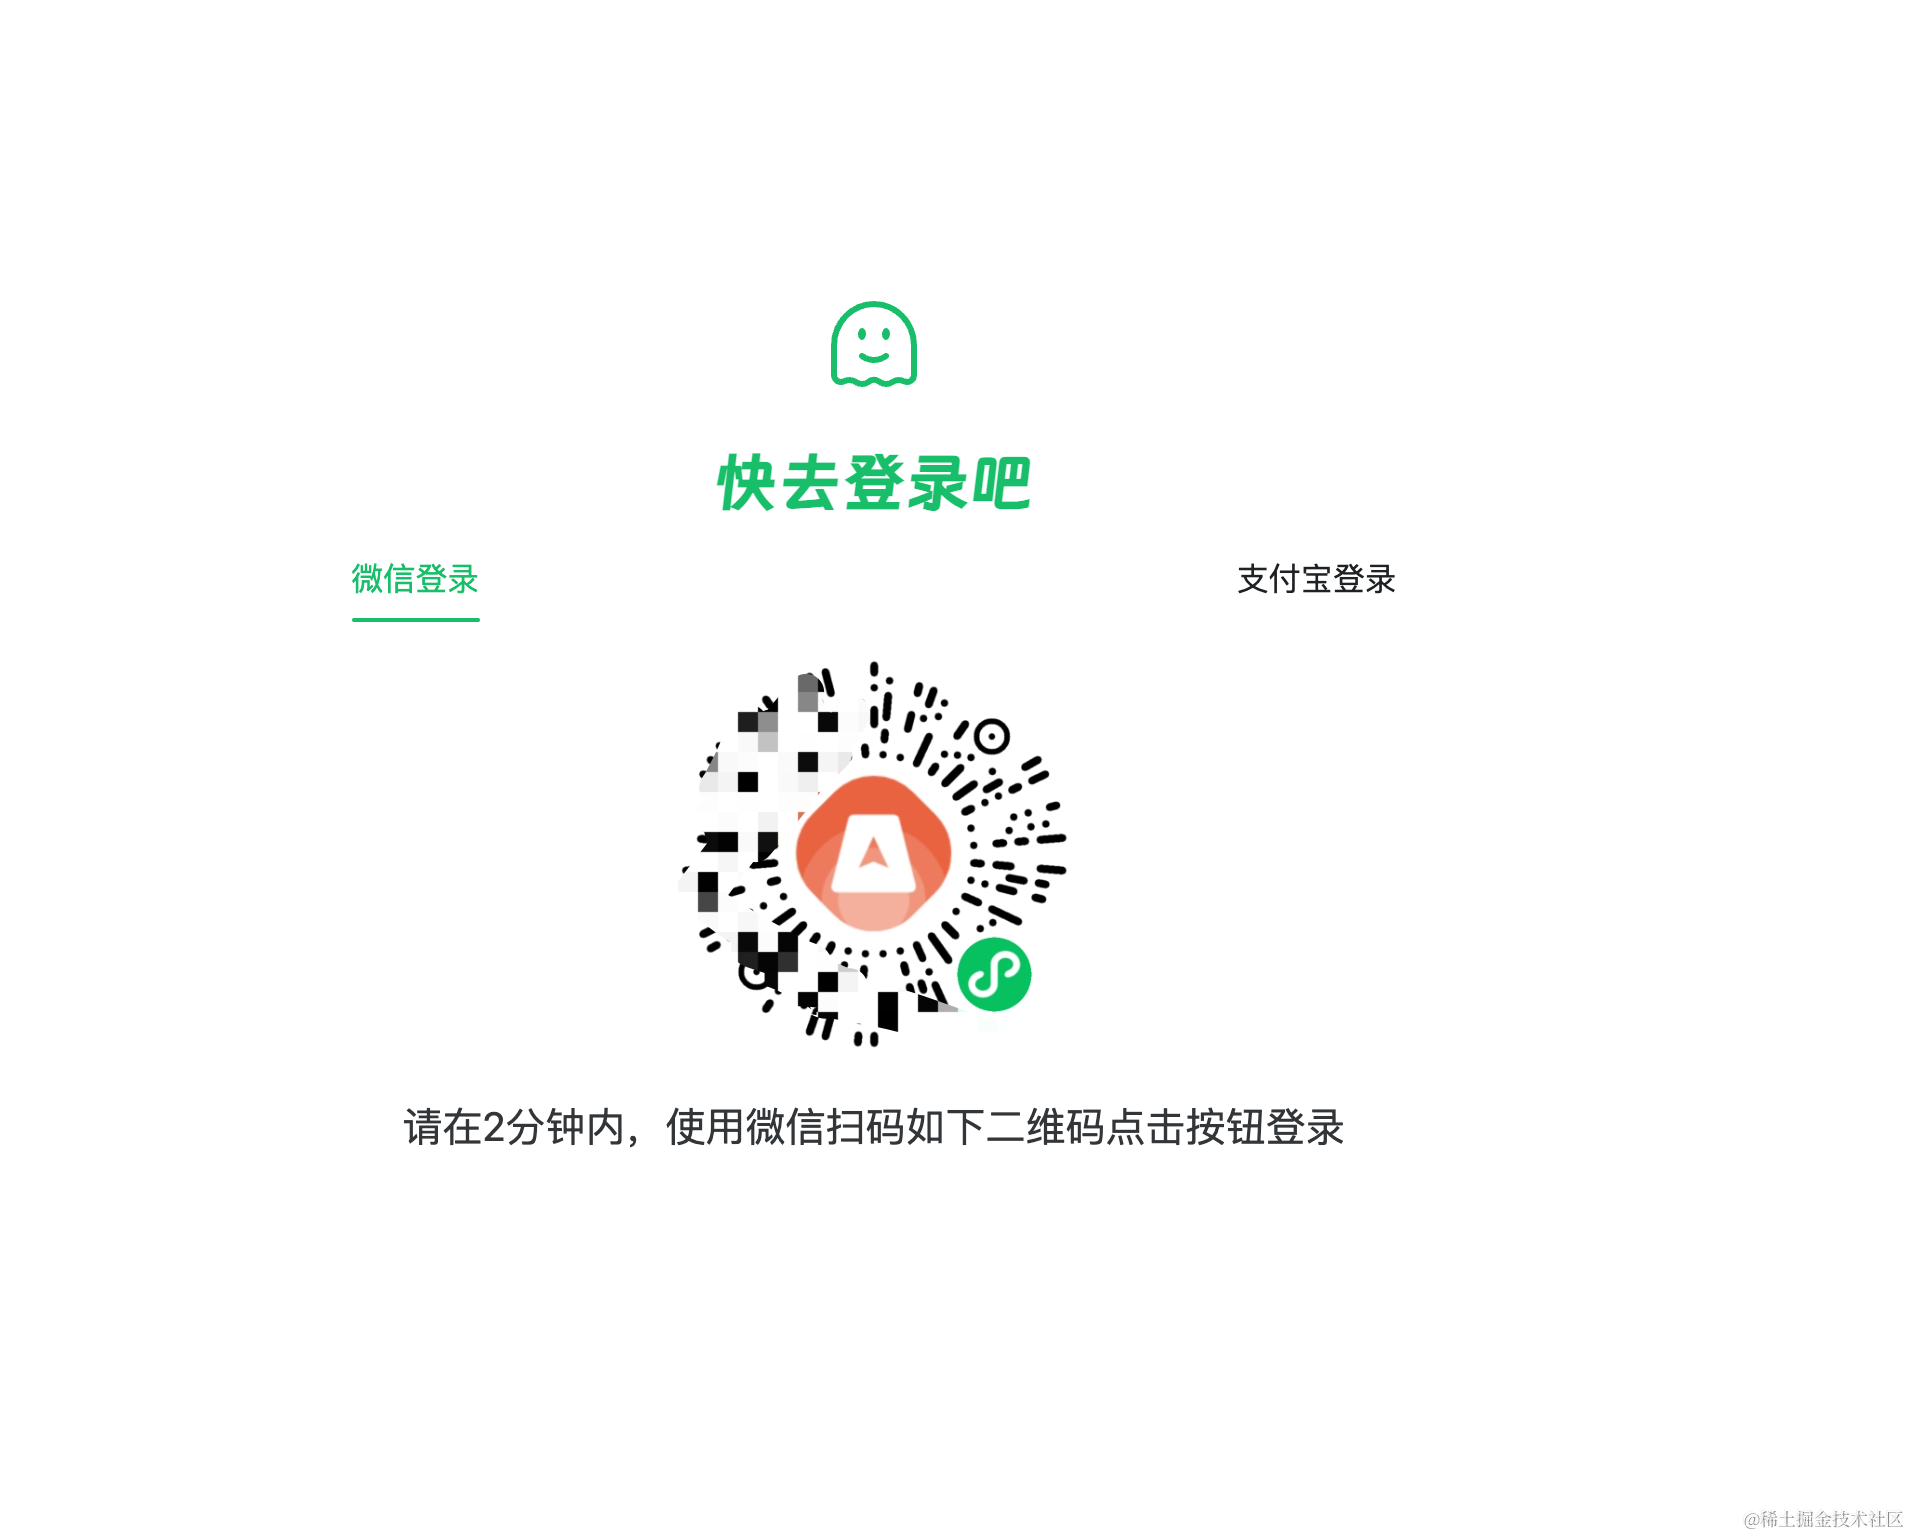 快去登录吧
微信登录
支付宝登录
请在2分钟内，使用微信扫码如下二维码点击按钮登录
@稀土掘金技术社区